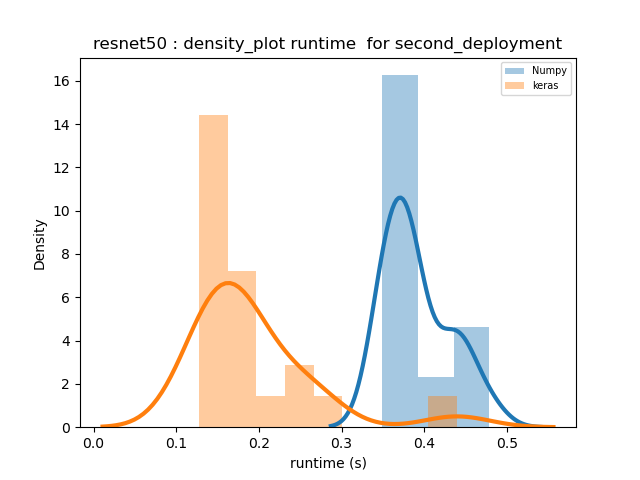 resnet50 : density_plot runtime  for second_deployment
Numpy
keras
Density
16
14
12
10
8
6
4
2
0
0.0 0.1 0.2 0.3 0.4 0.5
runtime (s)